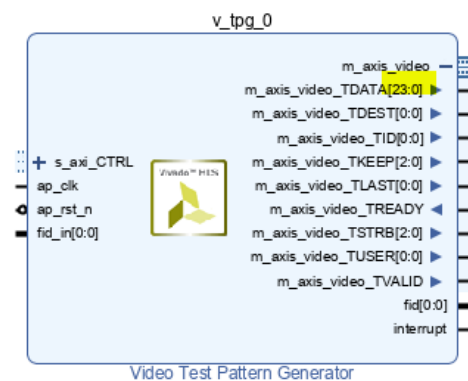 v_tpg_0
m_axis_video
m_axis_video_TDATA[23:0]
m_axis_video_TDEST[0:0]
m_axis_video_TID[0:0]
s_axi_CTRL
m_axis_video_TKEEP[2:0]
Vivado™ HLS
ap_clk
m_axis_video_TLAST[0:0]
ap_rst_n
m_axis_video_TREADY
fid_in[0:0]
m_axis_video_TSTRB[2:0]
m_axis_video_TUSER[0:0]
m_axis_video_TVALID
fid[0:0]
interrupt
Video Test Pattern Generator